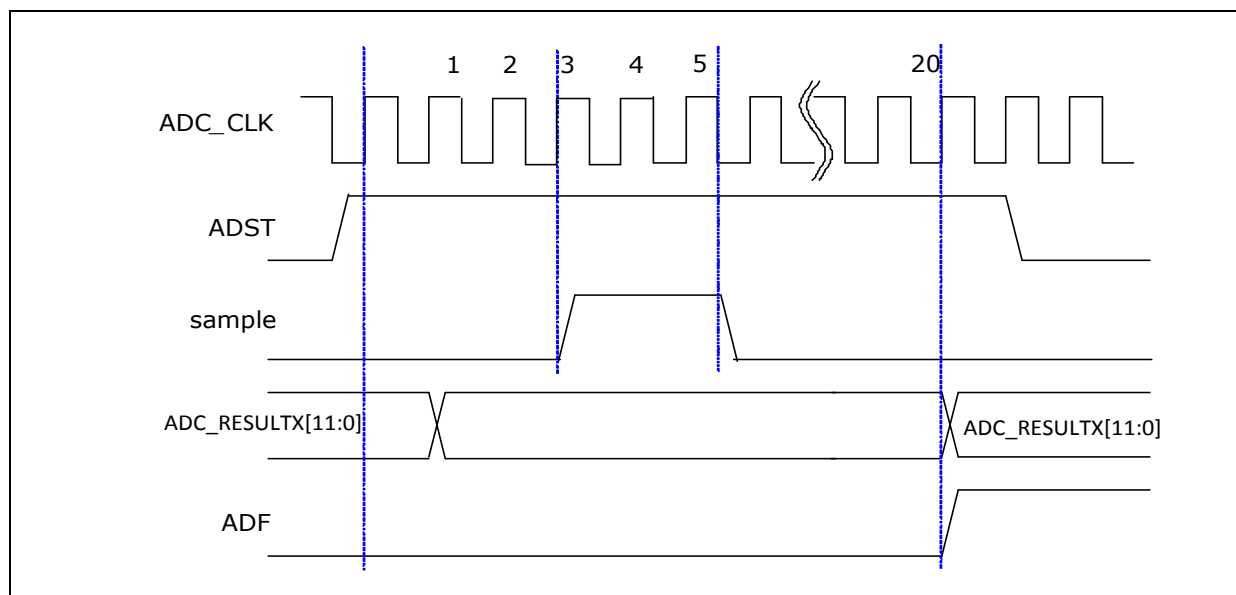 1 2 3 4 5 20
ADC_CLK
ADST
sample
ADC_RESULTX[11:0] ADC_RESULTX[11:0]
ADF